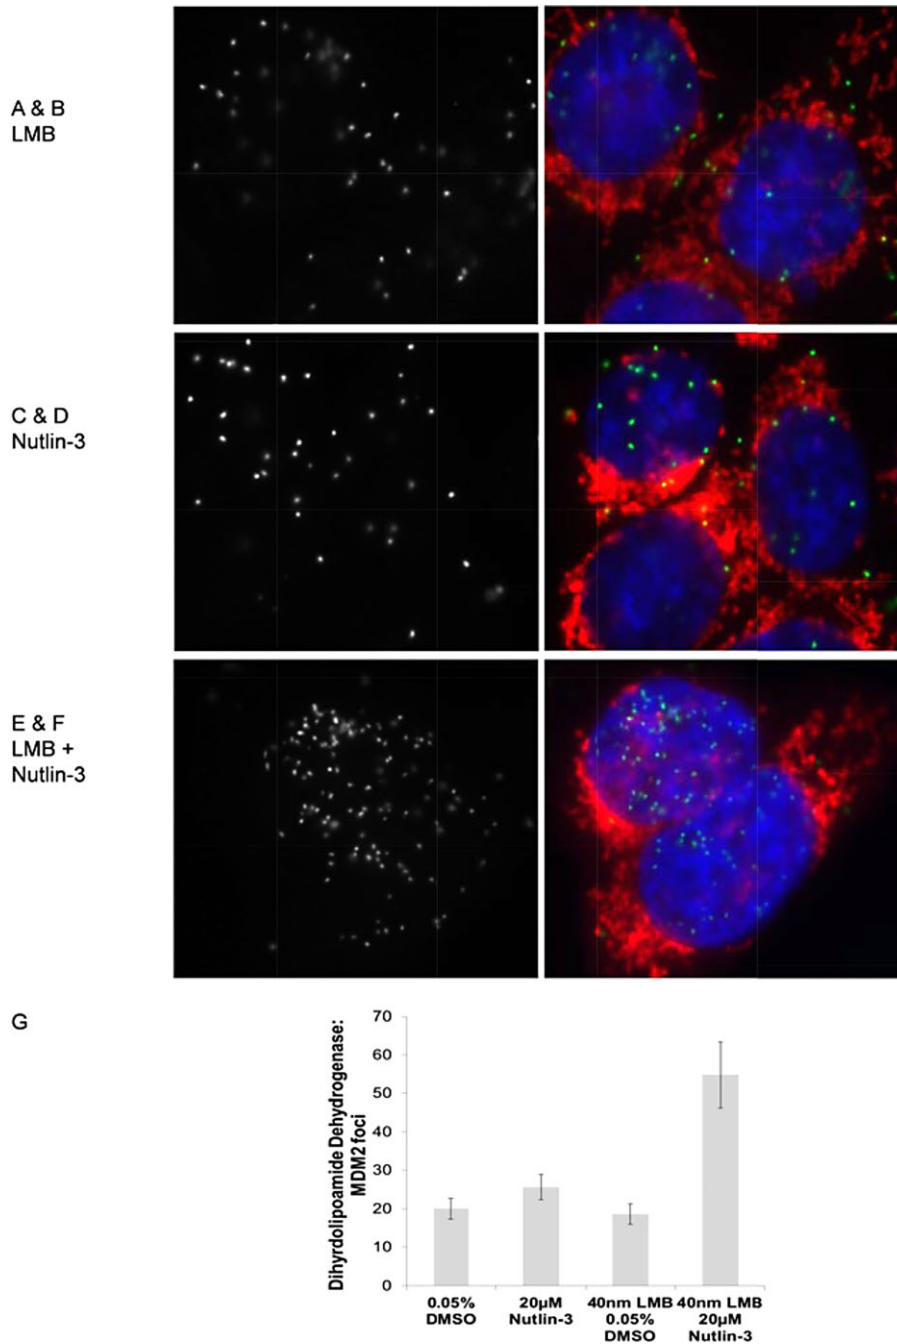 A & B
LMB
C & D
Nutlin-3
E & F
LMB +
Nutlin-3
G
Dihyrdolipoamide Dehydrogenase:
MDM2 foci
70
60
50
40
30
20
10
0
0.05%
DMSO
20µM
Nutlin-3
40nm LMB
0.05%
DMSO
40nm LMB
20µM
Nutlin-3